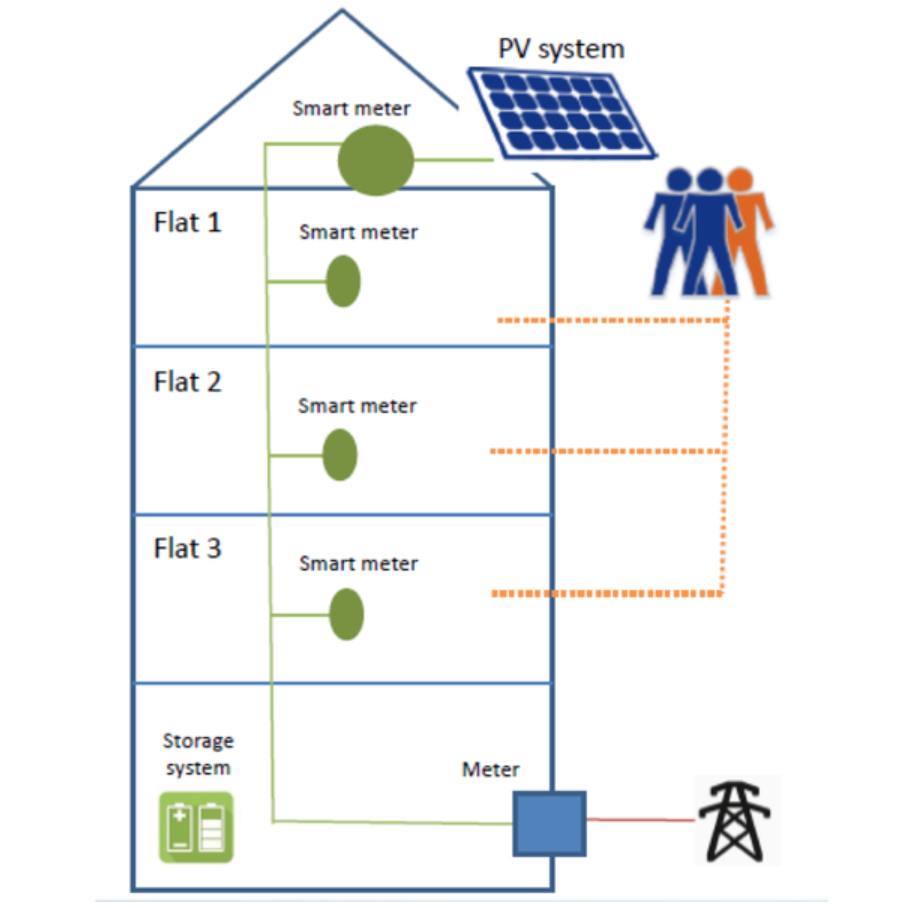 PV system
Smart meter
Flat 1
Smart meter
Flat 2
Smart meter
Flat 3
Smart meter
Storage
system
Meter